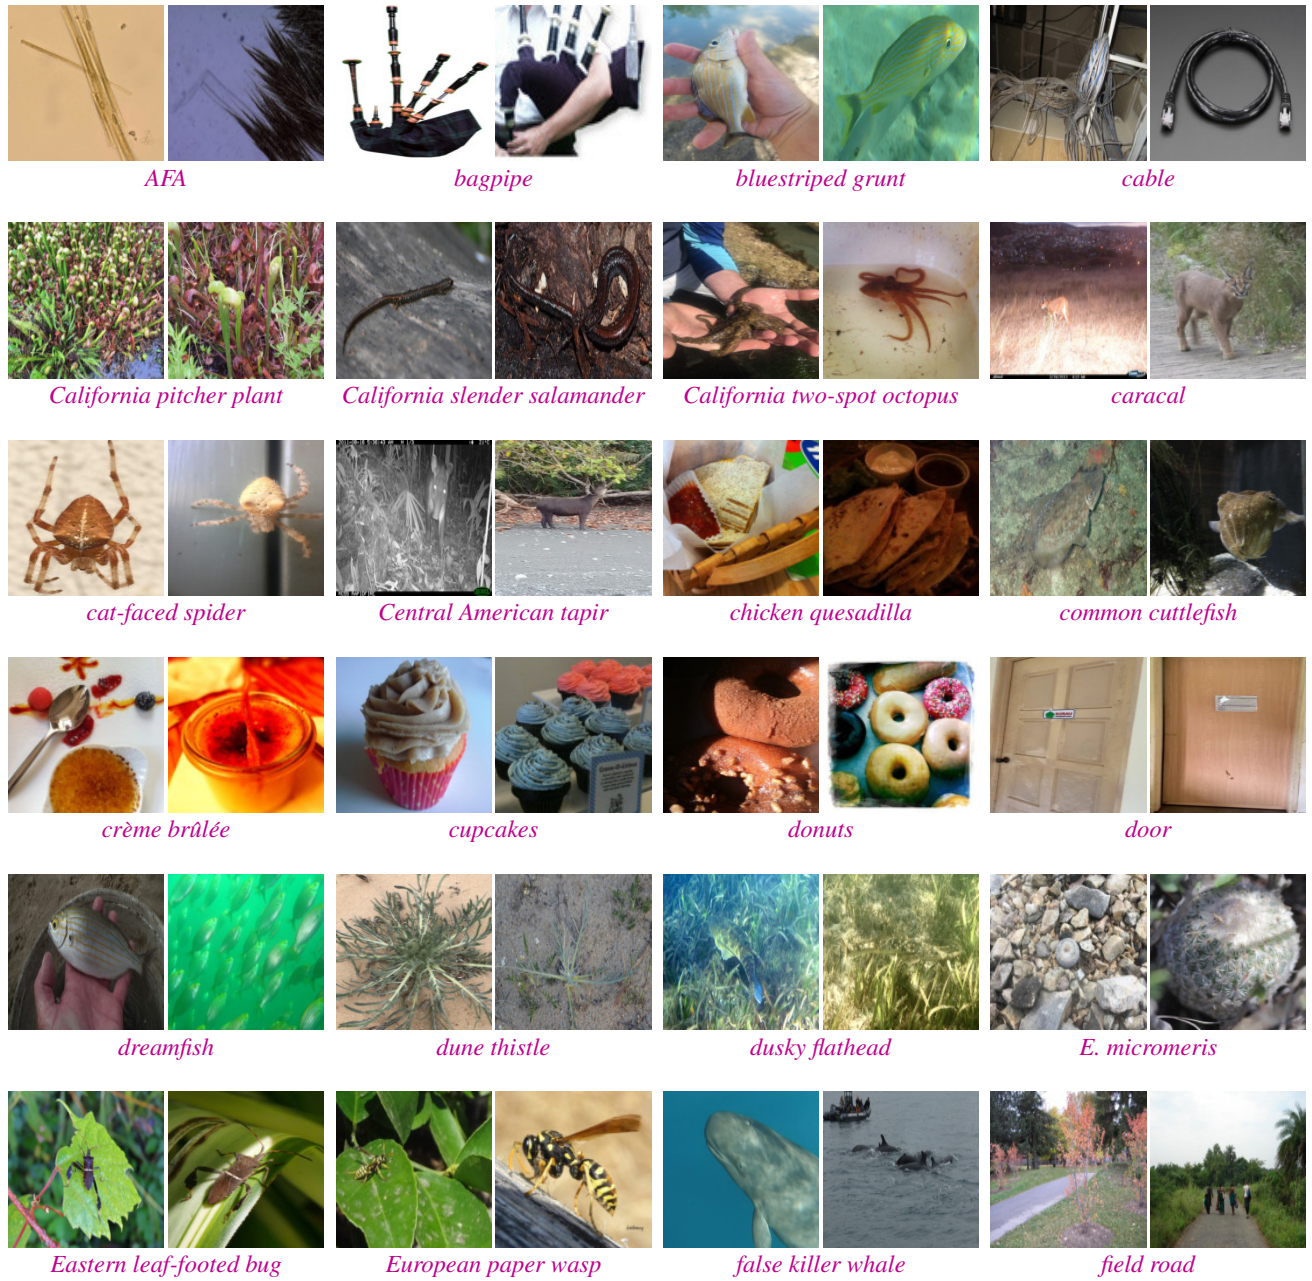 AFA
bagpipe
bluestriped grunt
cable
California pitcher plant
California slender salamander
California two-spot octopus
caracal
cat-faced spider
Central American tapir
chicken quesadilla
common cuttlefish
crème brûlée
cupcakes
donuts
door
dreamfish
dune thistle
dusky flathead
E. micromeris
Eastern leaf-footed bug
European paper wasp
false killer whale
field road